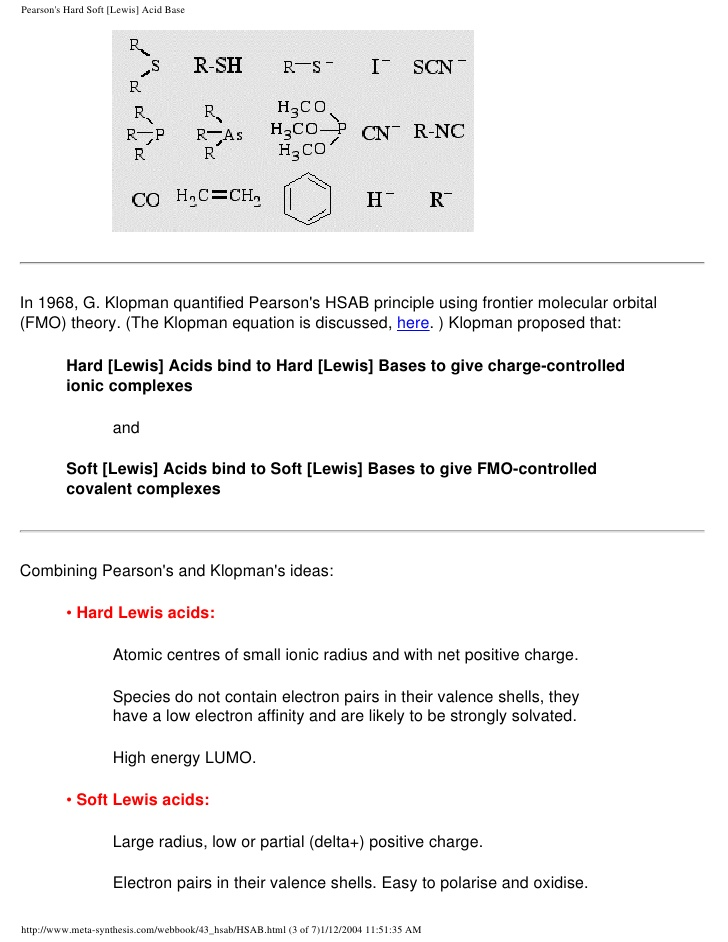 Pearson's Hard Soft [Lewis] Acid Base
R
S
R
R-SH
R—S⁻
I⁻
SCN⁻
R
R—P
R
R
R—As
R
H₃CO
H₃CO—P
H₃CO
CN⁻
R-NC
CO
H₂C=CH₂
H⁻
R⁻
In 1968, G. Klopman quantified Pearson's HSAB principle using frontier molecular orbital
(FMO) theory. (The Klopman equation is discussed, here. ) Klopman proposed that:
Hard [Lewis] Acids bind to Hard [Lewis] Bases to give charge-controlled
ionic complexes
and
Soft [Lewis] Acids bind to Soft [Lewis] Bases to give FMO-controlled
covalent complexes
Combining Pearson's and Klopman's ideas:
• Hard Lewis acids:
Atomic centres of small ionic radius and with net positive charge.
Species do not contain electron pairs in their valence shells, they
have a low electron affinity and are likely to be strongly solvated.
High energy LUMO.
• Soft Lewis acids:
Large radius, low or partial (delta+) positive charge.
Electron pairs in their valence shells. Easy to polarise and oxidise.
http://www.meta-synthesis.com/webbook/43_hsab/HSAB.html (3 of 7)1/12/2004 11:51:35 AM